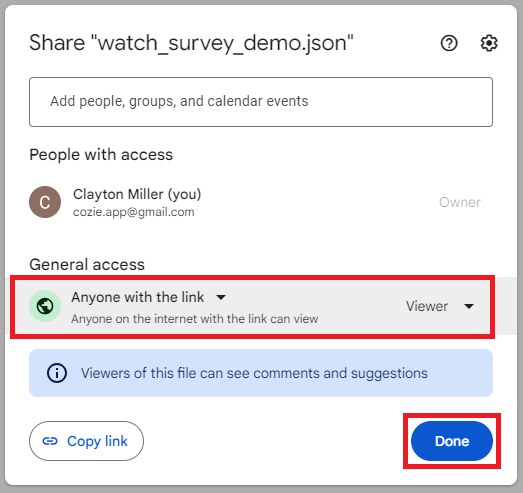 Share "watch_survey_demo.json"
Add people, groups, and calendar events
People with access
C
Clayton Miller (you)
cozie.app@gmail.com
Owner
General access
Anyone with the link
Anyone on the internet with the link can view
Viewer
Viewers of this file can see comments and suggestions
Copy link
Done